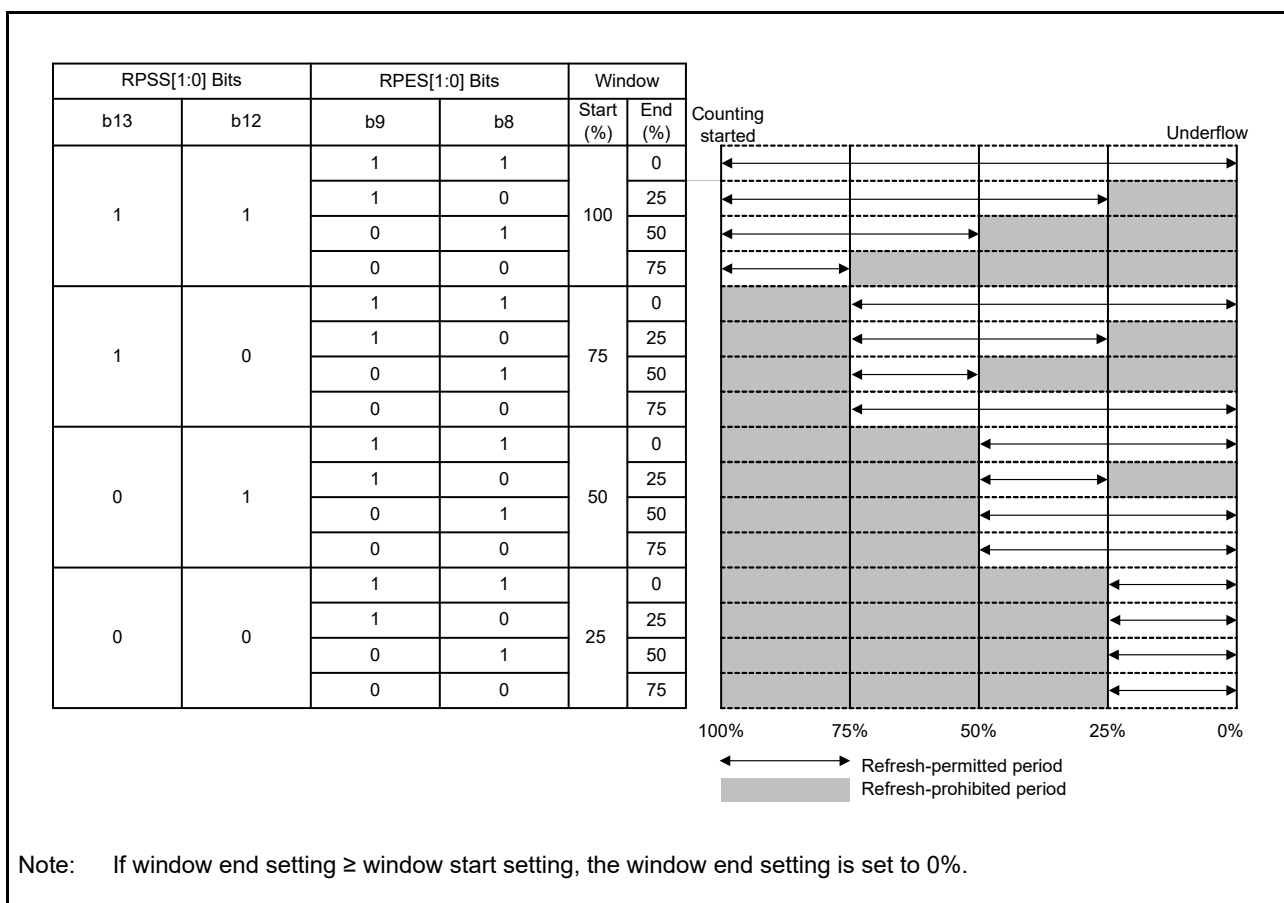 RPSS[1:0] Bits RPES[1:0] Bits Window
b13 b12 b9 b8 Start (%) End (%) Counting started Underflow
1 1 0
1 0 25
1 1 100
0 1 50
0 0 75
1 1 0
1 0 25
1 0 75
0 1 50
0 0 75
1 1 0
1 0 25
0 1 50
0 1 50
0 0 75
1 1 0
1 0 25
0 0 25
0 1 50
0 0 75
100% 75% 50% 25% 0%
Refresh-permitted period
Refresh-prohibited period
Note: If window end setting ≥ window start setting, the window end setting is set to 0%.